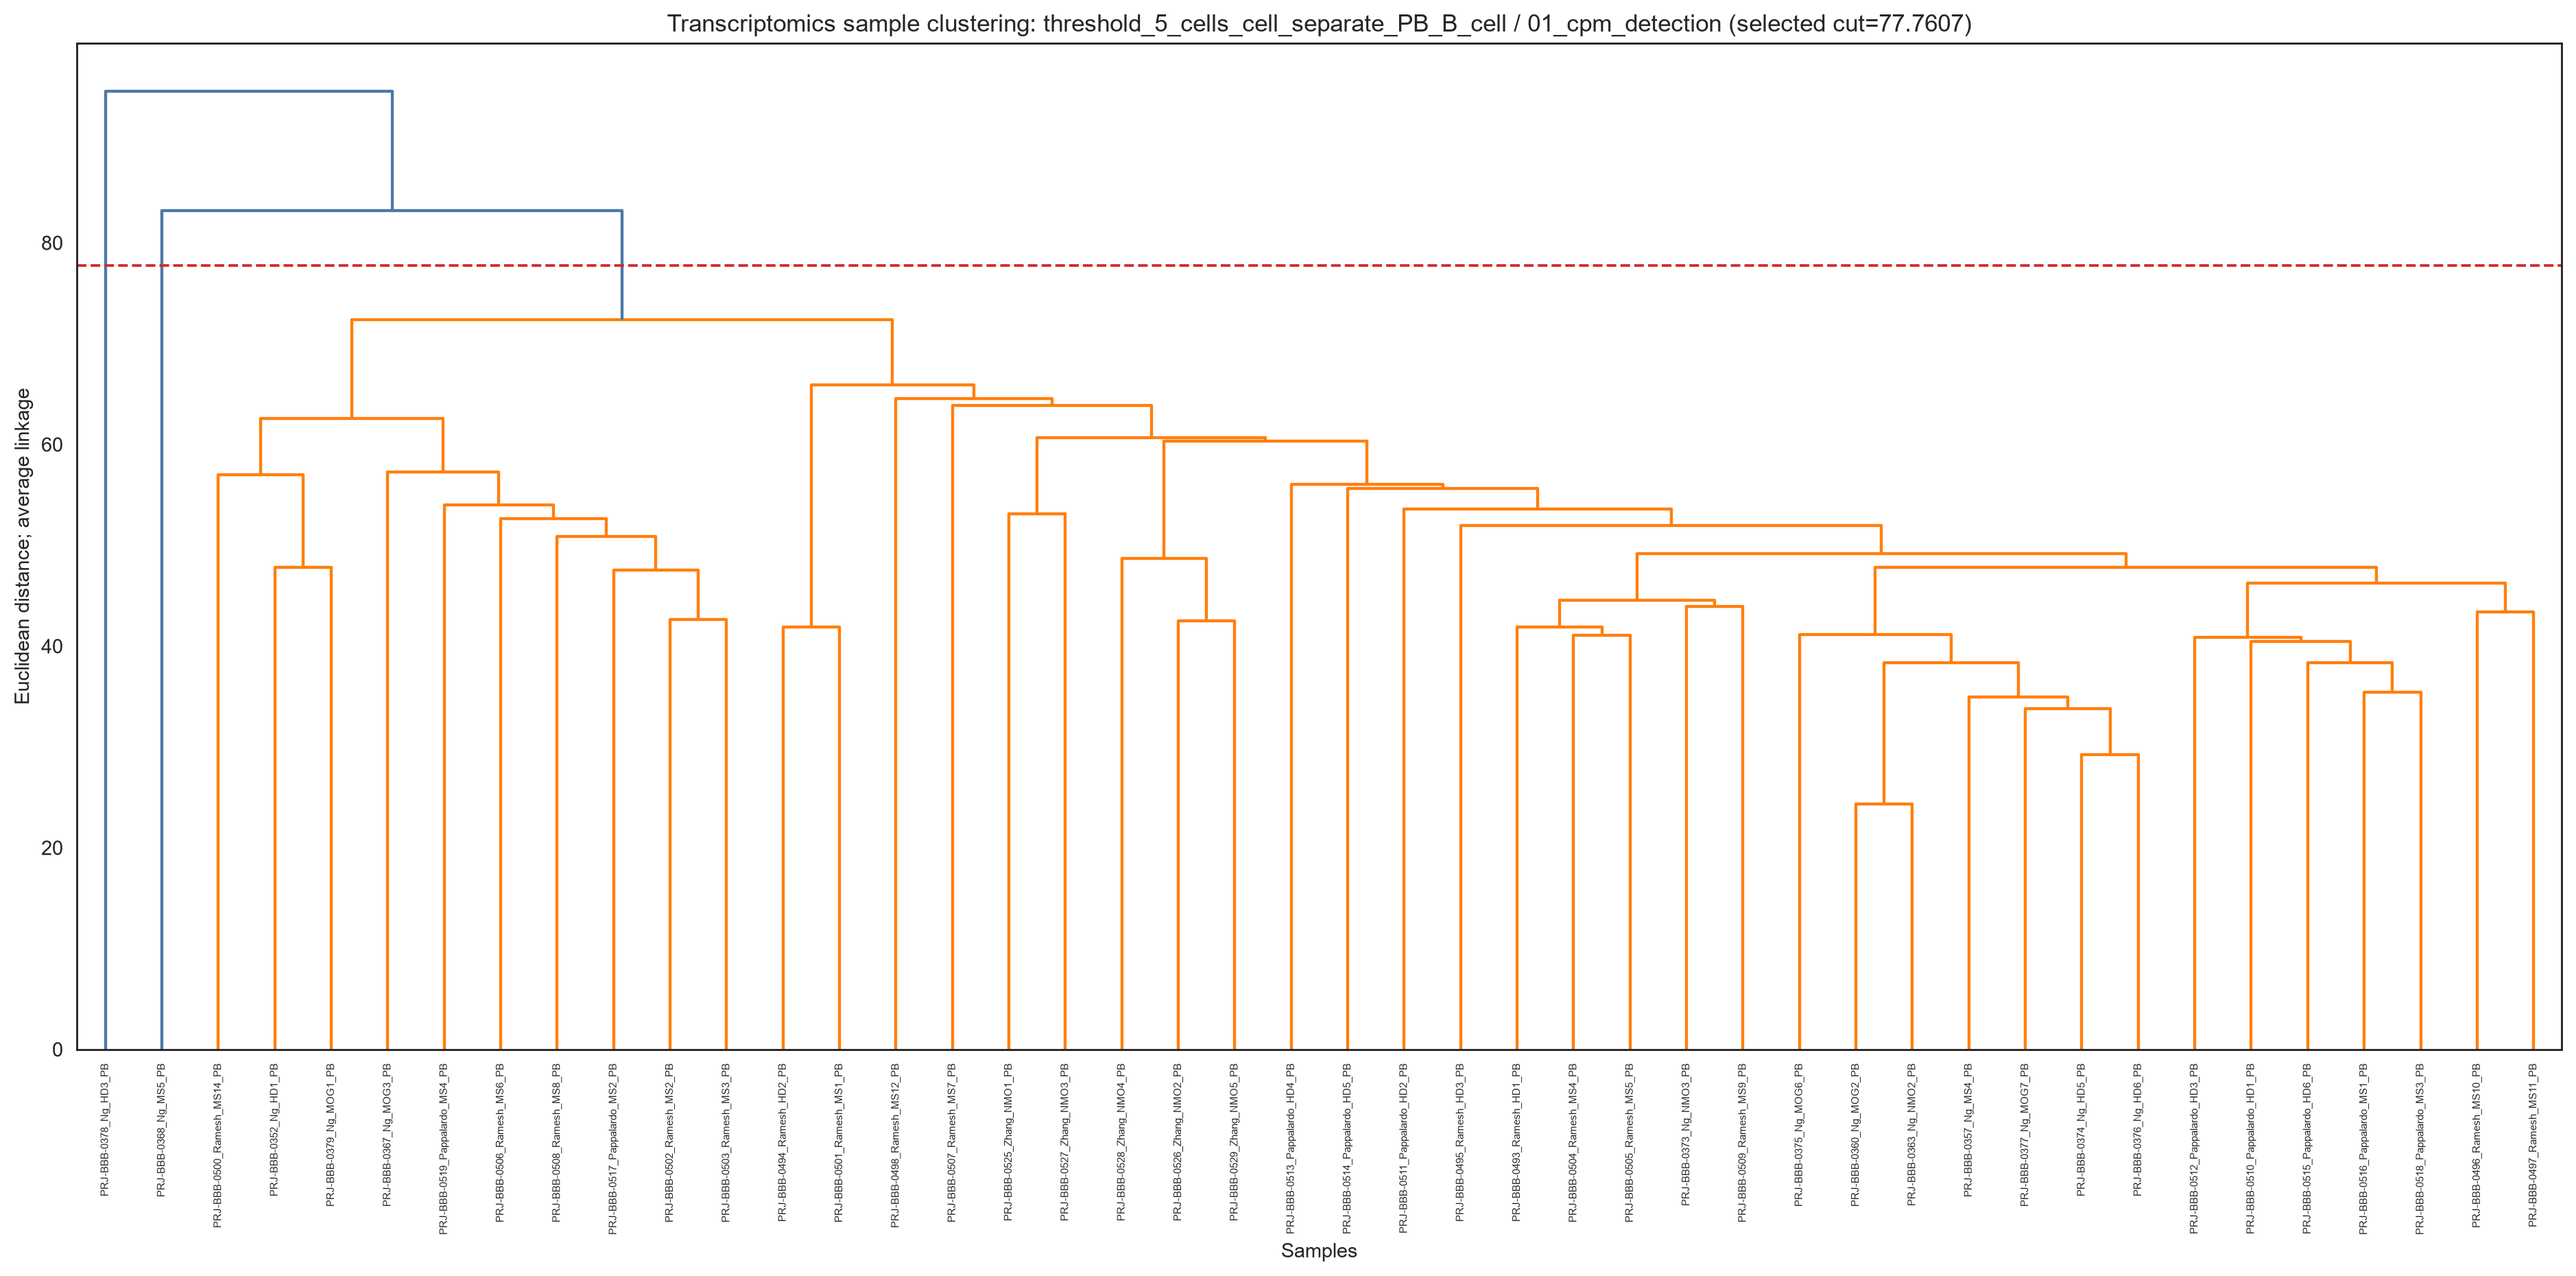 Transcriptomics sample clustering: threshold_5_cells_cell_separate_PB_B_cell / 01_cpm_detection (selected cut=77.7607)
Euclidean distance; average linkage
80
60
40
20
0
PRJ-BBB-0378_Ng_HD3_PB
PRJ-BBB-0368_Ng_MS5_PB
PRJ-BBB-0500_Ramesh_MS14_PB
PRJ-BBB-0352_Ng_HD1_PB
PRJ-BBB-0379_Ng_MOG1_PB
PRJ-BBB-0367_Ng_MOG3_PB
PRJ-BBB-0519_Pappalardo_MS4_PB
PRJ-BBB-0506_Ramesh_MS6_PB
PRJ-BBB-0508_Ramesh_MS8_PB
PRJ-BBB-0517_Pappalardo_MS2_PB
PRJ-BBB-0502_Ramesh_MS2_PB
PRJ-BBB-0503_Ramesh_MS3_PB
PRJ-BBB-0494_Ramesh_HD2_PB
PRJ-BBB-0501_Ramesh_MS1_PB
PRJ-BBB-0498_Ramesh_MS12_PB
PRJ-BBB-0507_Ramesh_MS7_PB
PRJ-BBB-0525_Zhang_NMO1_PB
PRJ-BBB-0527_Zhang_NMO3_PB
PRJ-BBB-0528_Zhang_NMO4_PB
PRJ-BBB-0526_Zhang_NMO2_PB
PRJ-BBB-0529_Zhang_NMO5_PB
PRJ-BBB-0513_Pappalardo_HD4_PB
PRJ-BBB-0514_Pappalardo_HD5_PB
PRJ-BBB-0511_Pappalardo_HD2_PB
PRJ-BBB-0495_Ramesh_HD3_PB
PRJ-BBB-0493_Ramesh_HD1_PB
PRJ-BBB-0504_Ramesh_MS4_PB
PRJ-BBB-0505_Ramesh_MS5_PB
PRJ-BBB-0373_Ng_NMO3_PB
PRJ-BBB-0509_Ramesh_MS9_PB
PRJ-BBB-0375_Ng_MOG6_PB
PRJ-BBB-0360_Ng_MOG2_PB
PRJ-BBB-0363_Ng_NMO2_PB
PRJ-BBB-0357_Ng_MS4_PB
PRJ-BBB-0377_Ng_MOG7_PB
PRJ-BBB-0374_Ng_HD5_PB
PRJ-BBB-0376_Ng_HD6_PB
PRJ-BBB-0512_Pappalardo_HD3_PB
PRJ-BBB-0510_Pappalardo_HD1_PB
PRJ-BBB-0515_Pappalardo_HD6_PB
PRJ-BBB-0516_Pappalardo_MS1_PB
PRJ-BBB-0518_Pappalardo_MS3_PB
PRJ-BBB-0496_Ramesh_MS10_PB
PRJ-BBB-0497_Ramesh_MS11_PB
Samples